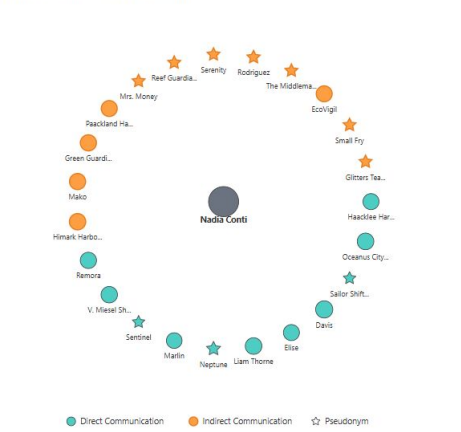 Serenity
Rodriguez
Reef Guardia...
The Middlema...
Mrs. Money
EcoVigil
Paackland Ha...
Small Fry
Green Guardi...
Glitters Tea...
Mako
Haacklee Har...
Nadia Conti
Himark Harbo...
Oceanus City...
Remora
Sailor Shift...
V. Miesel Sh...
Davis
Sentinel
Elise
Marlin
Neptune
Liam Thorne
Direct Communication
Indirect Communication
Pseudonym